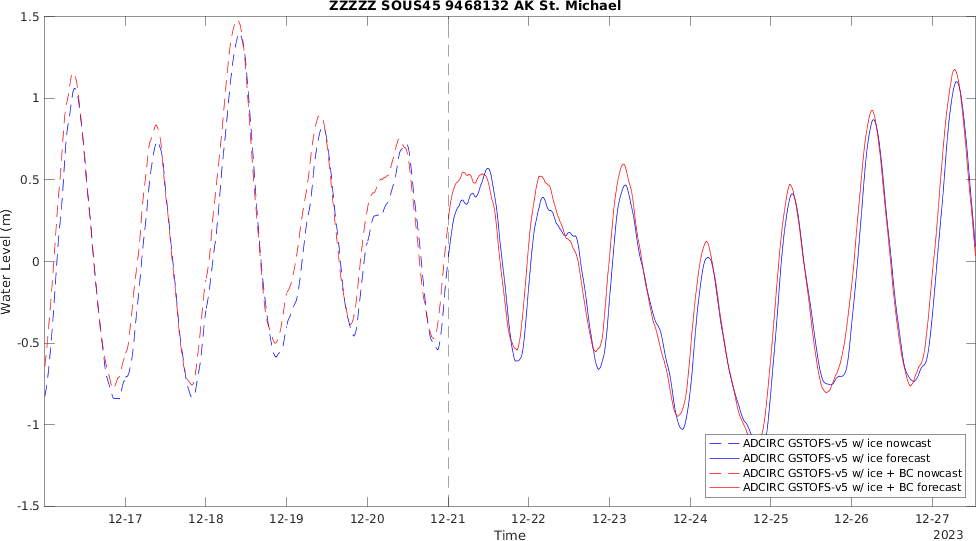 ZZZZZ SOUS45 9468132 AK St. Michael
1.5
1
0.5
0
-0.5
-1
-1.5
Water Level (m)
12-17 12-18 12-19 12-20 12-21 12-22 12-23 12-24 12-25 12-26 12-27
Time
2023
ADCIRC GSTOFS-v5 w/ ice nowcast
ADCIRC GSTOFS-v5 w/ ice forecast
ADCIRC GSTOFS-v5 w/ ice + BC nowcast
ADCIRC GSTOFS-v5 w/ ice + BC forecast